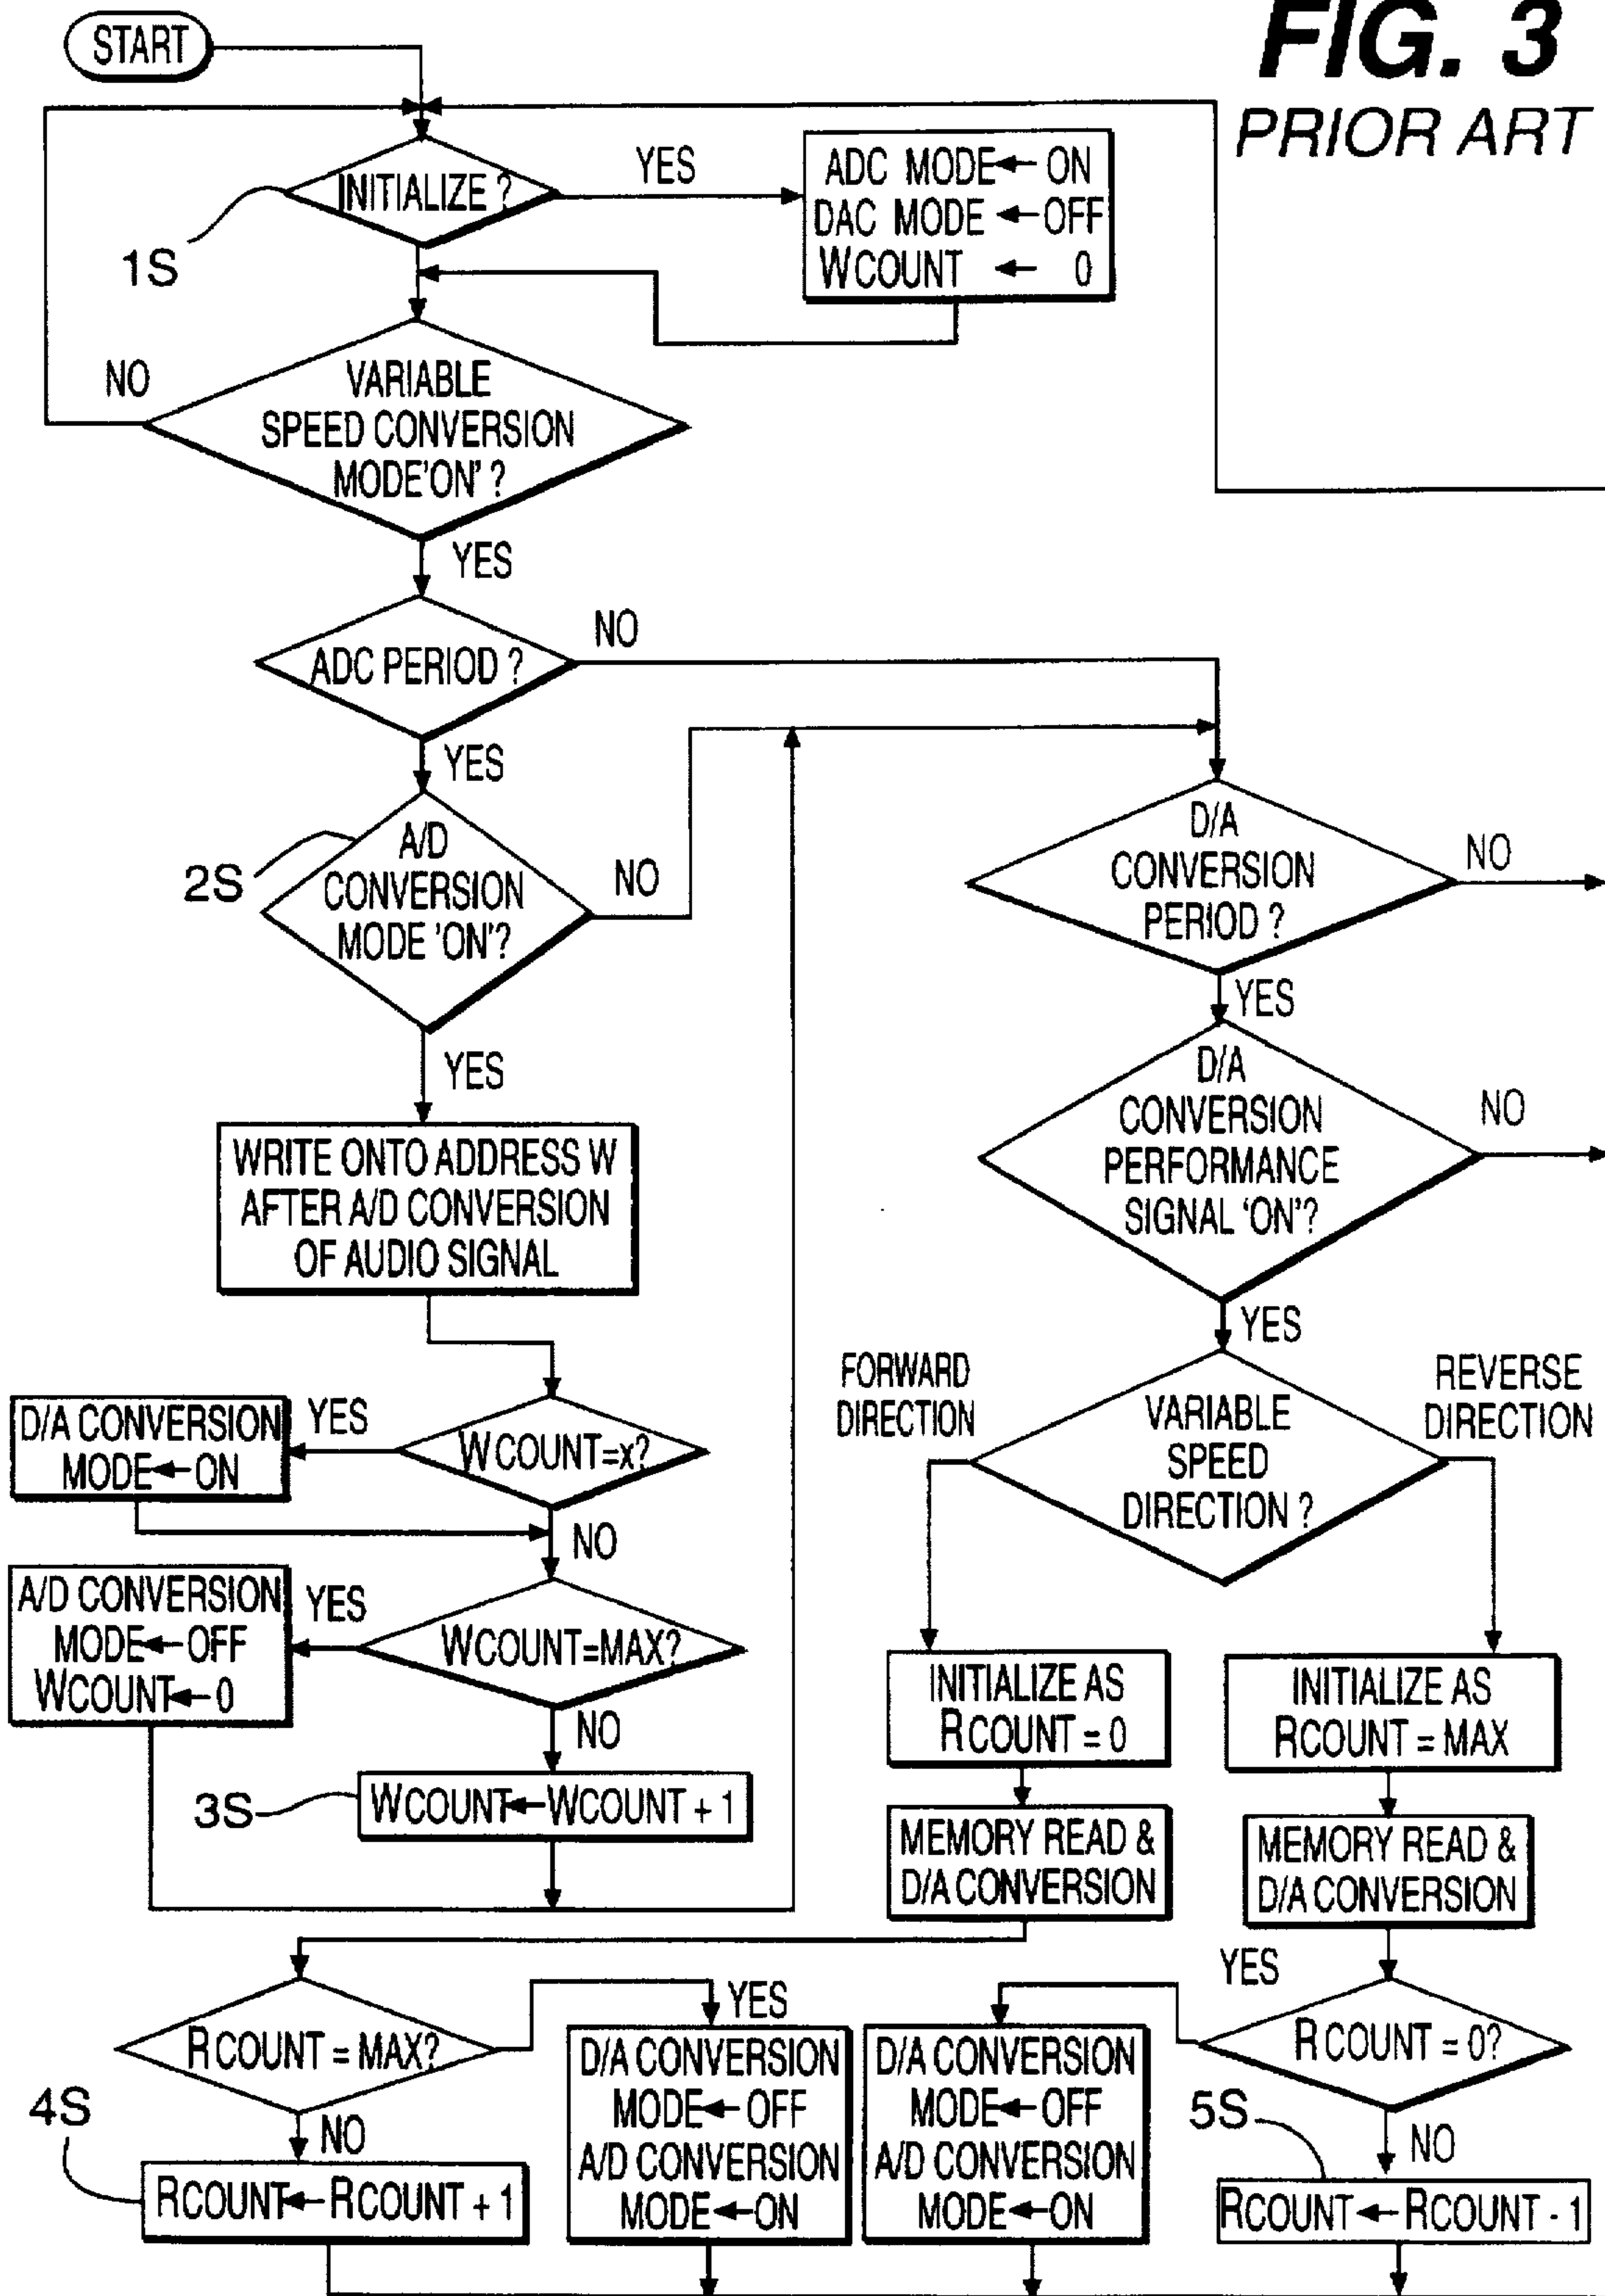 FIG. 3
PRIOR ART
START
INITIALIZE ?
YES
1S
ADC MODE←ON
DAC MODE ←OFF
WCOUNT ← 0
NO
VARIABLE
SPEED CONVERSION
MODE'ON' ?
YES
ADC PERIOD ?
NO
YES
2S
A/D
CONVERSION
MODE 'ON'?
NO
YES
WRITE ONTO ADDRESS W
AFTER A/D CONVERSION
OF AUDIO SIGNAL
D/A CONVERSION
MODE←ON
YES
WCOUNT=x?
NO
A/D CONVERSION
MODE←OFF
WCOUNT←0
YES
WCOUNT=MAX?
NO
3S
WCOUNT←WCOUNT + 1
D/A
CONVERSION
PERIOD ?
NO
YES
D/A
CONVERSION
PERFORMANCE
SIGNAL 'ON'?
NO
YES
FORWARD
DIRECTION
VARIABLE
SPEED
DIRECTION ?
REVERSE
DIRECTION
INITIALIZE AS
RCOUNT = 0
INITIALIZE AS
RCOUNT = MAX
MEMORY READ &
D/A CONVERSION
MEMORY READ &
D/A CONVERSION
RCOUNT = MAX?
YES
NO
4S
RCOUNT←RCOUNT + 1
D/A CONVERSION
MODE←OFF
A/D CONVERSION
MODE←ON
D/A CONVERSION
MODE←OFF
A/D CONVERSION
MODE←ON
YES
RCOUNT = 0?
5S
NO
RCOUNT←RCOUNT - 1